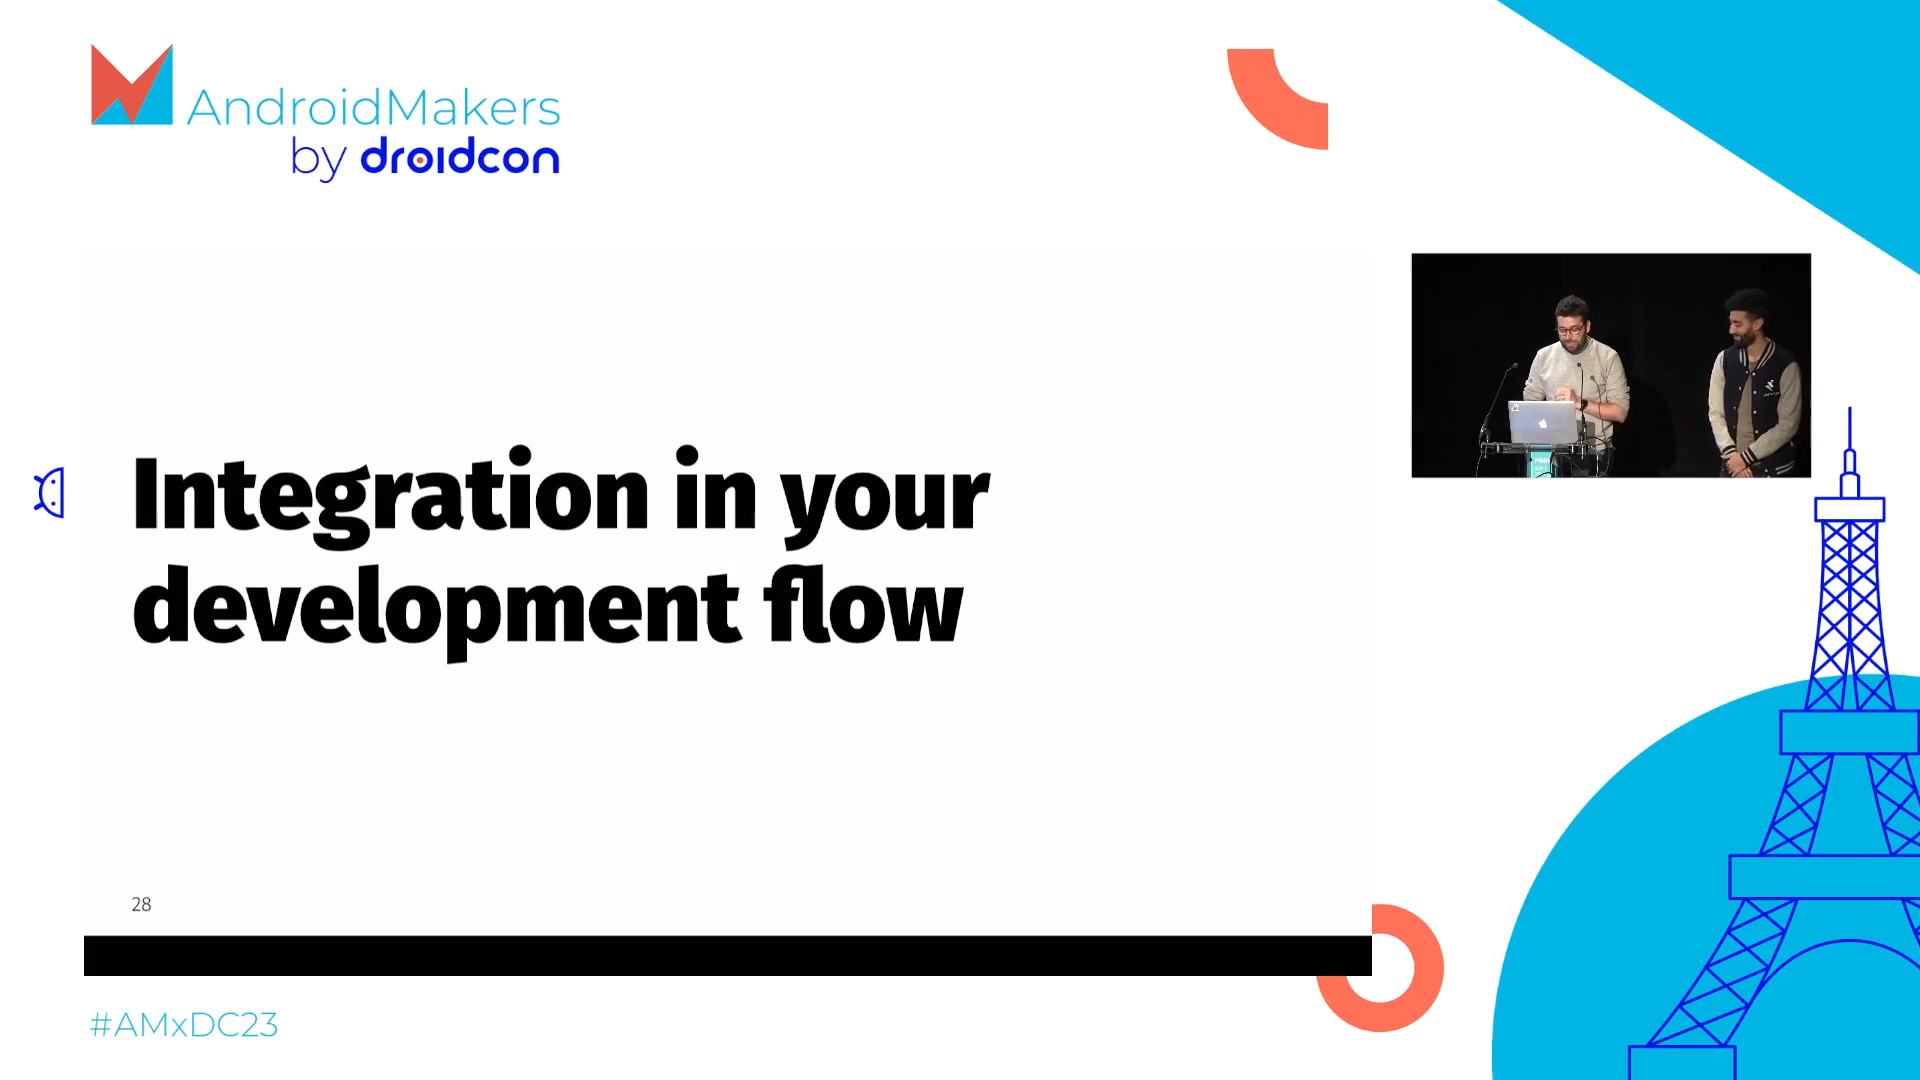 AndroidMakers
by droidcon
Integration in your
development flow
28
#AMxDC23